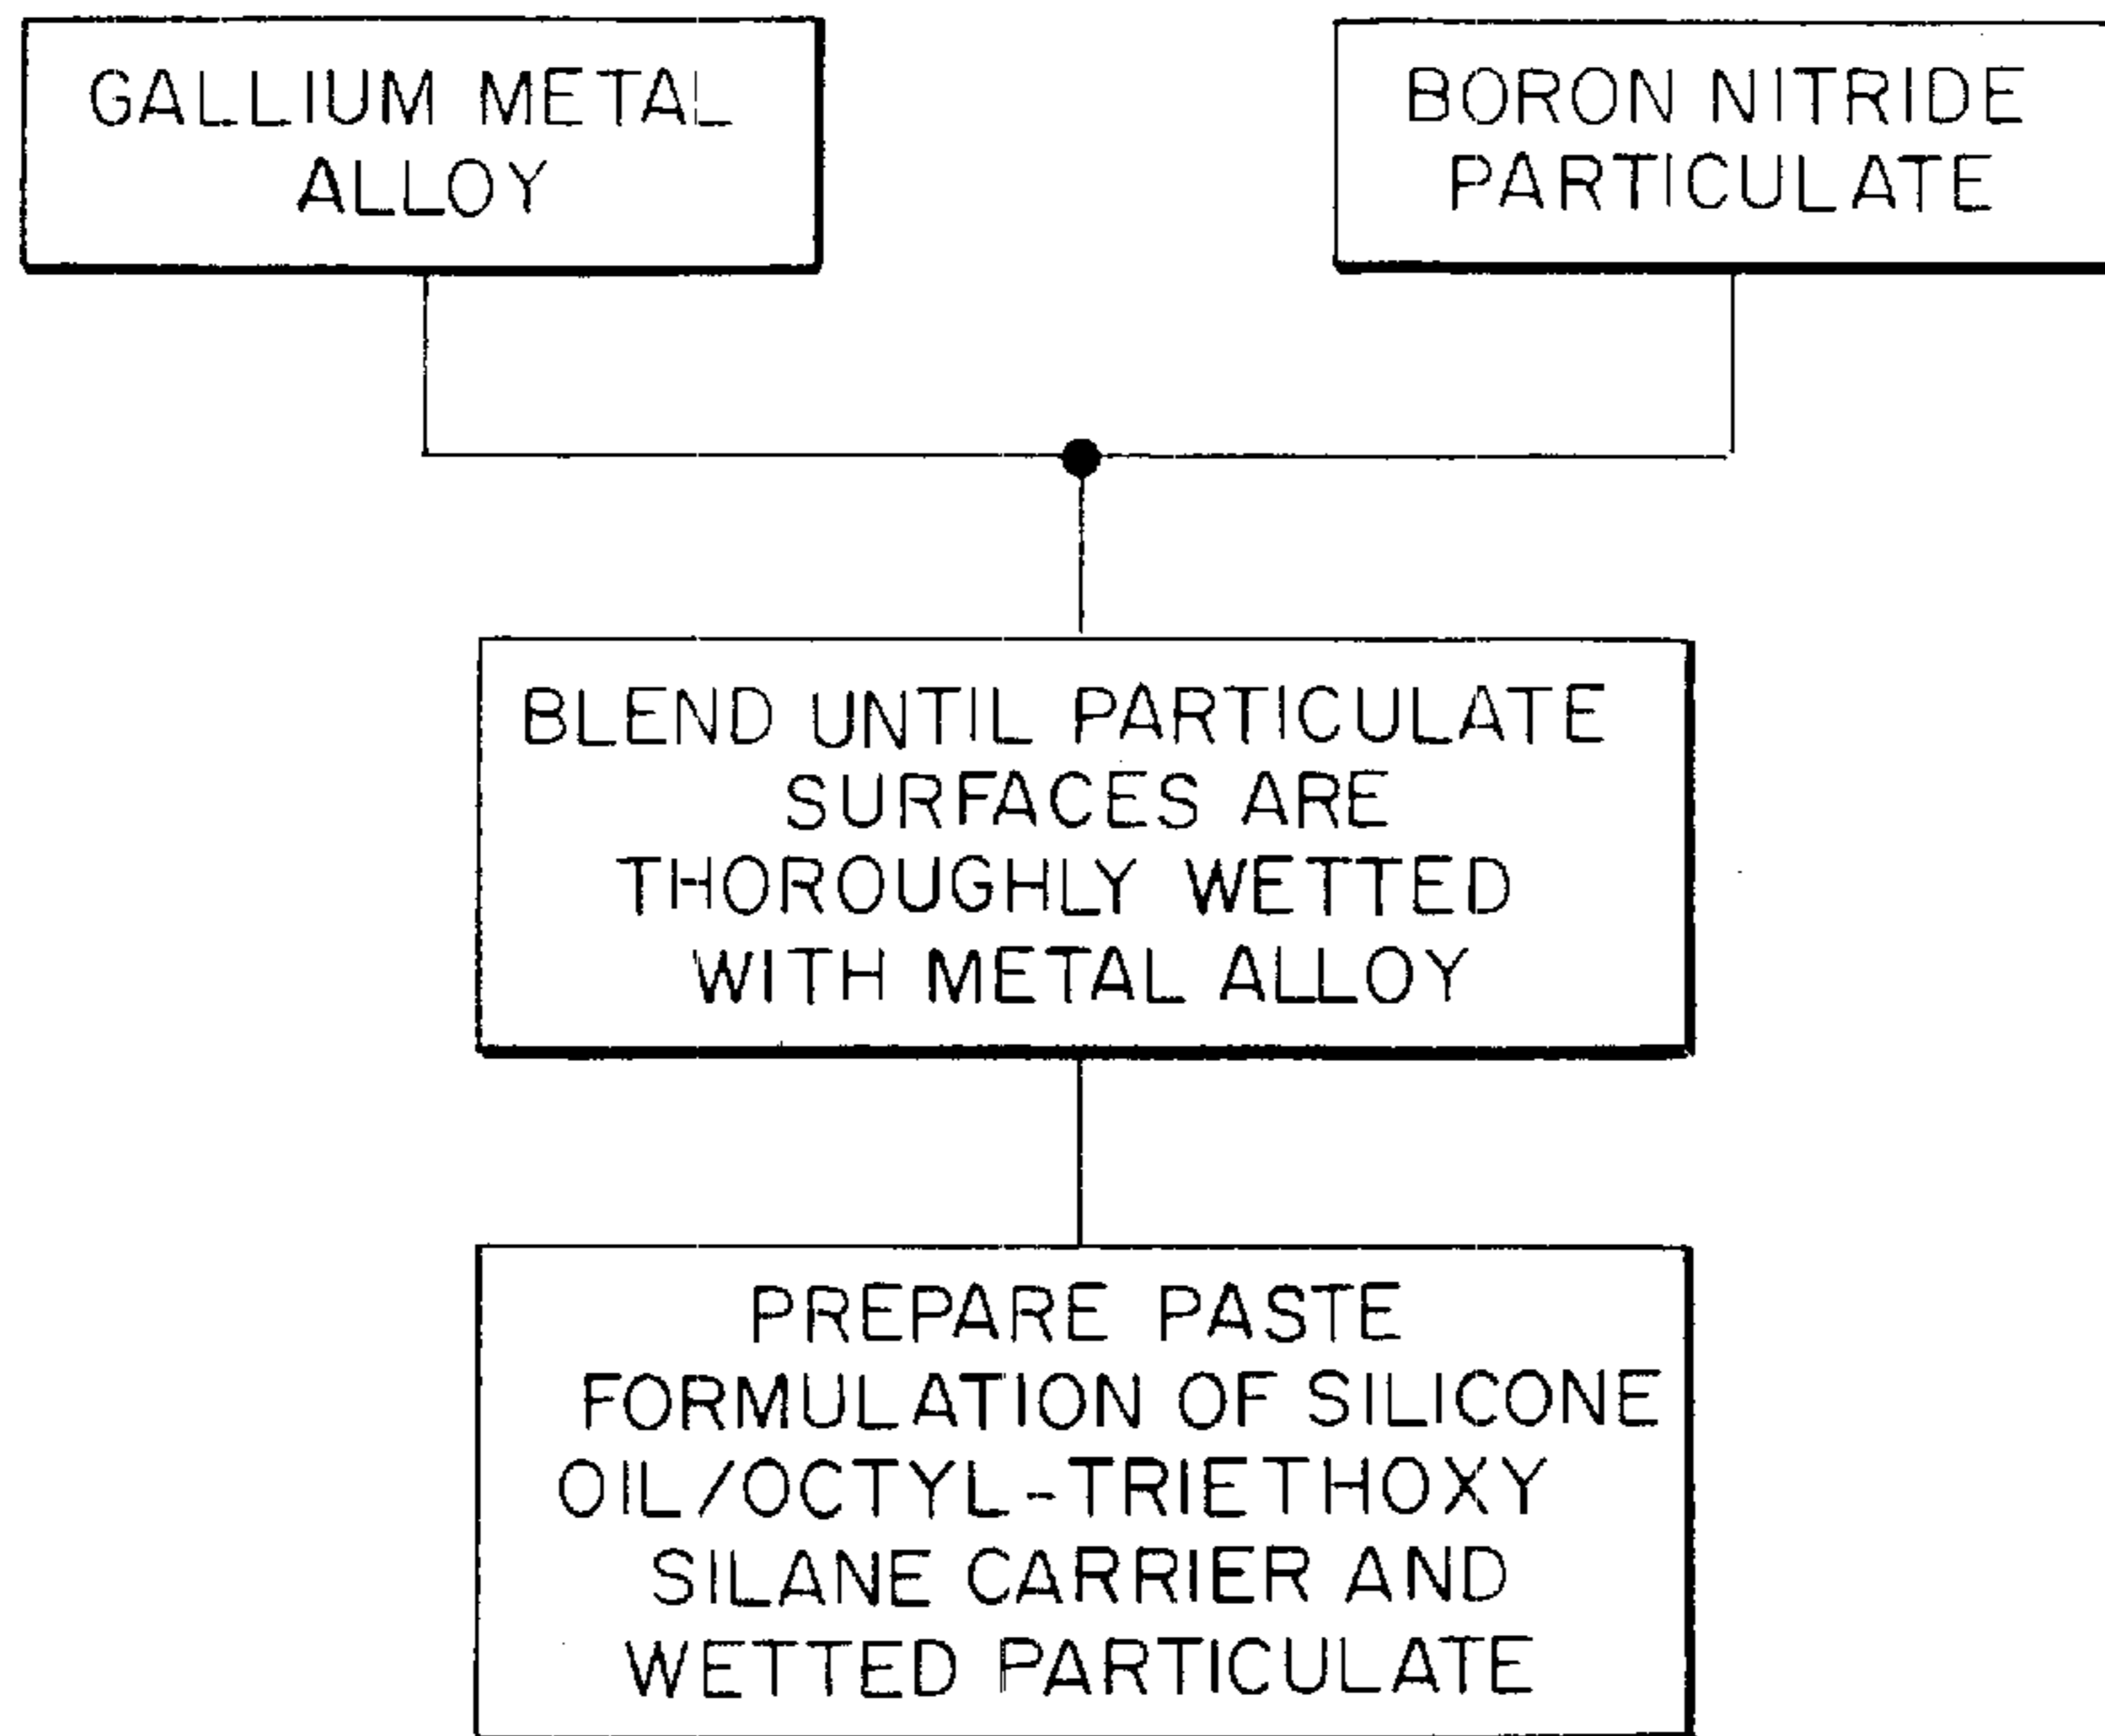 GALLIUM METAL
ALLOY
BORON NITRIDE
PARTICULATE
BLEND UNTIL PARTICULATE
SURFACES ARE
THOROUGHLY WETTED
WITH METAL ALLOY
PREPARE PASTE
FORMULATION OF SILICONE
OIL/OCTYL-TRIETHOXY
SILANE CARRIER AND
WETTED PARTICULATE